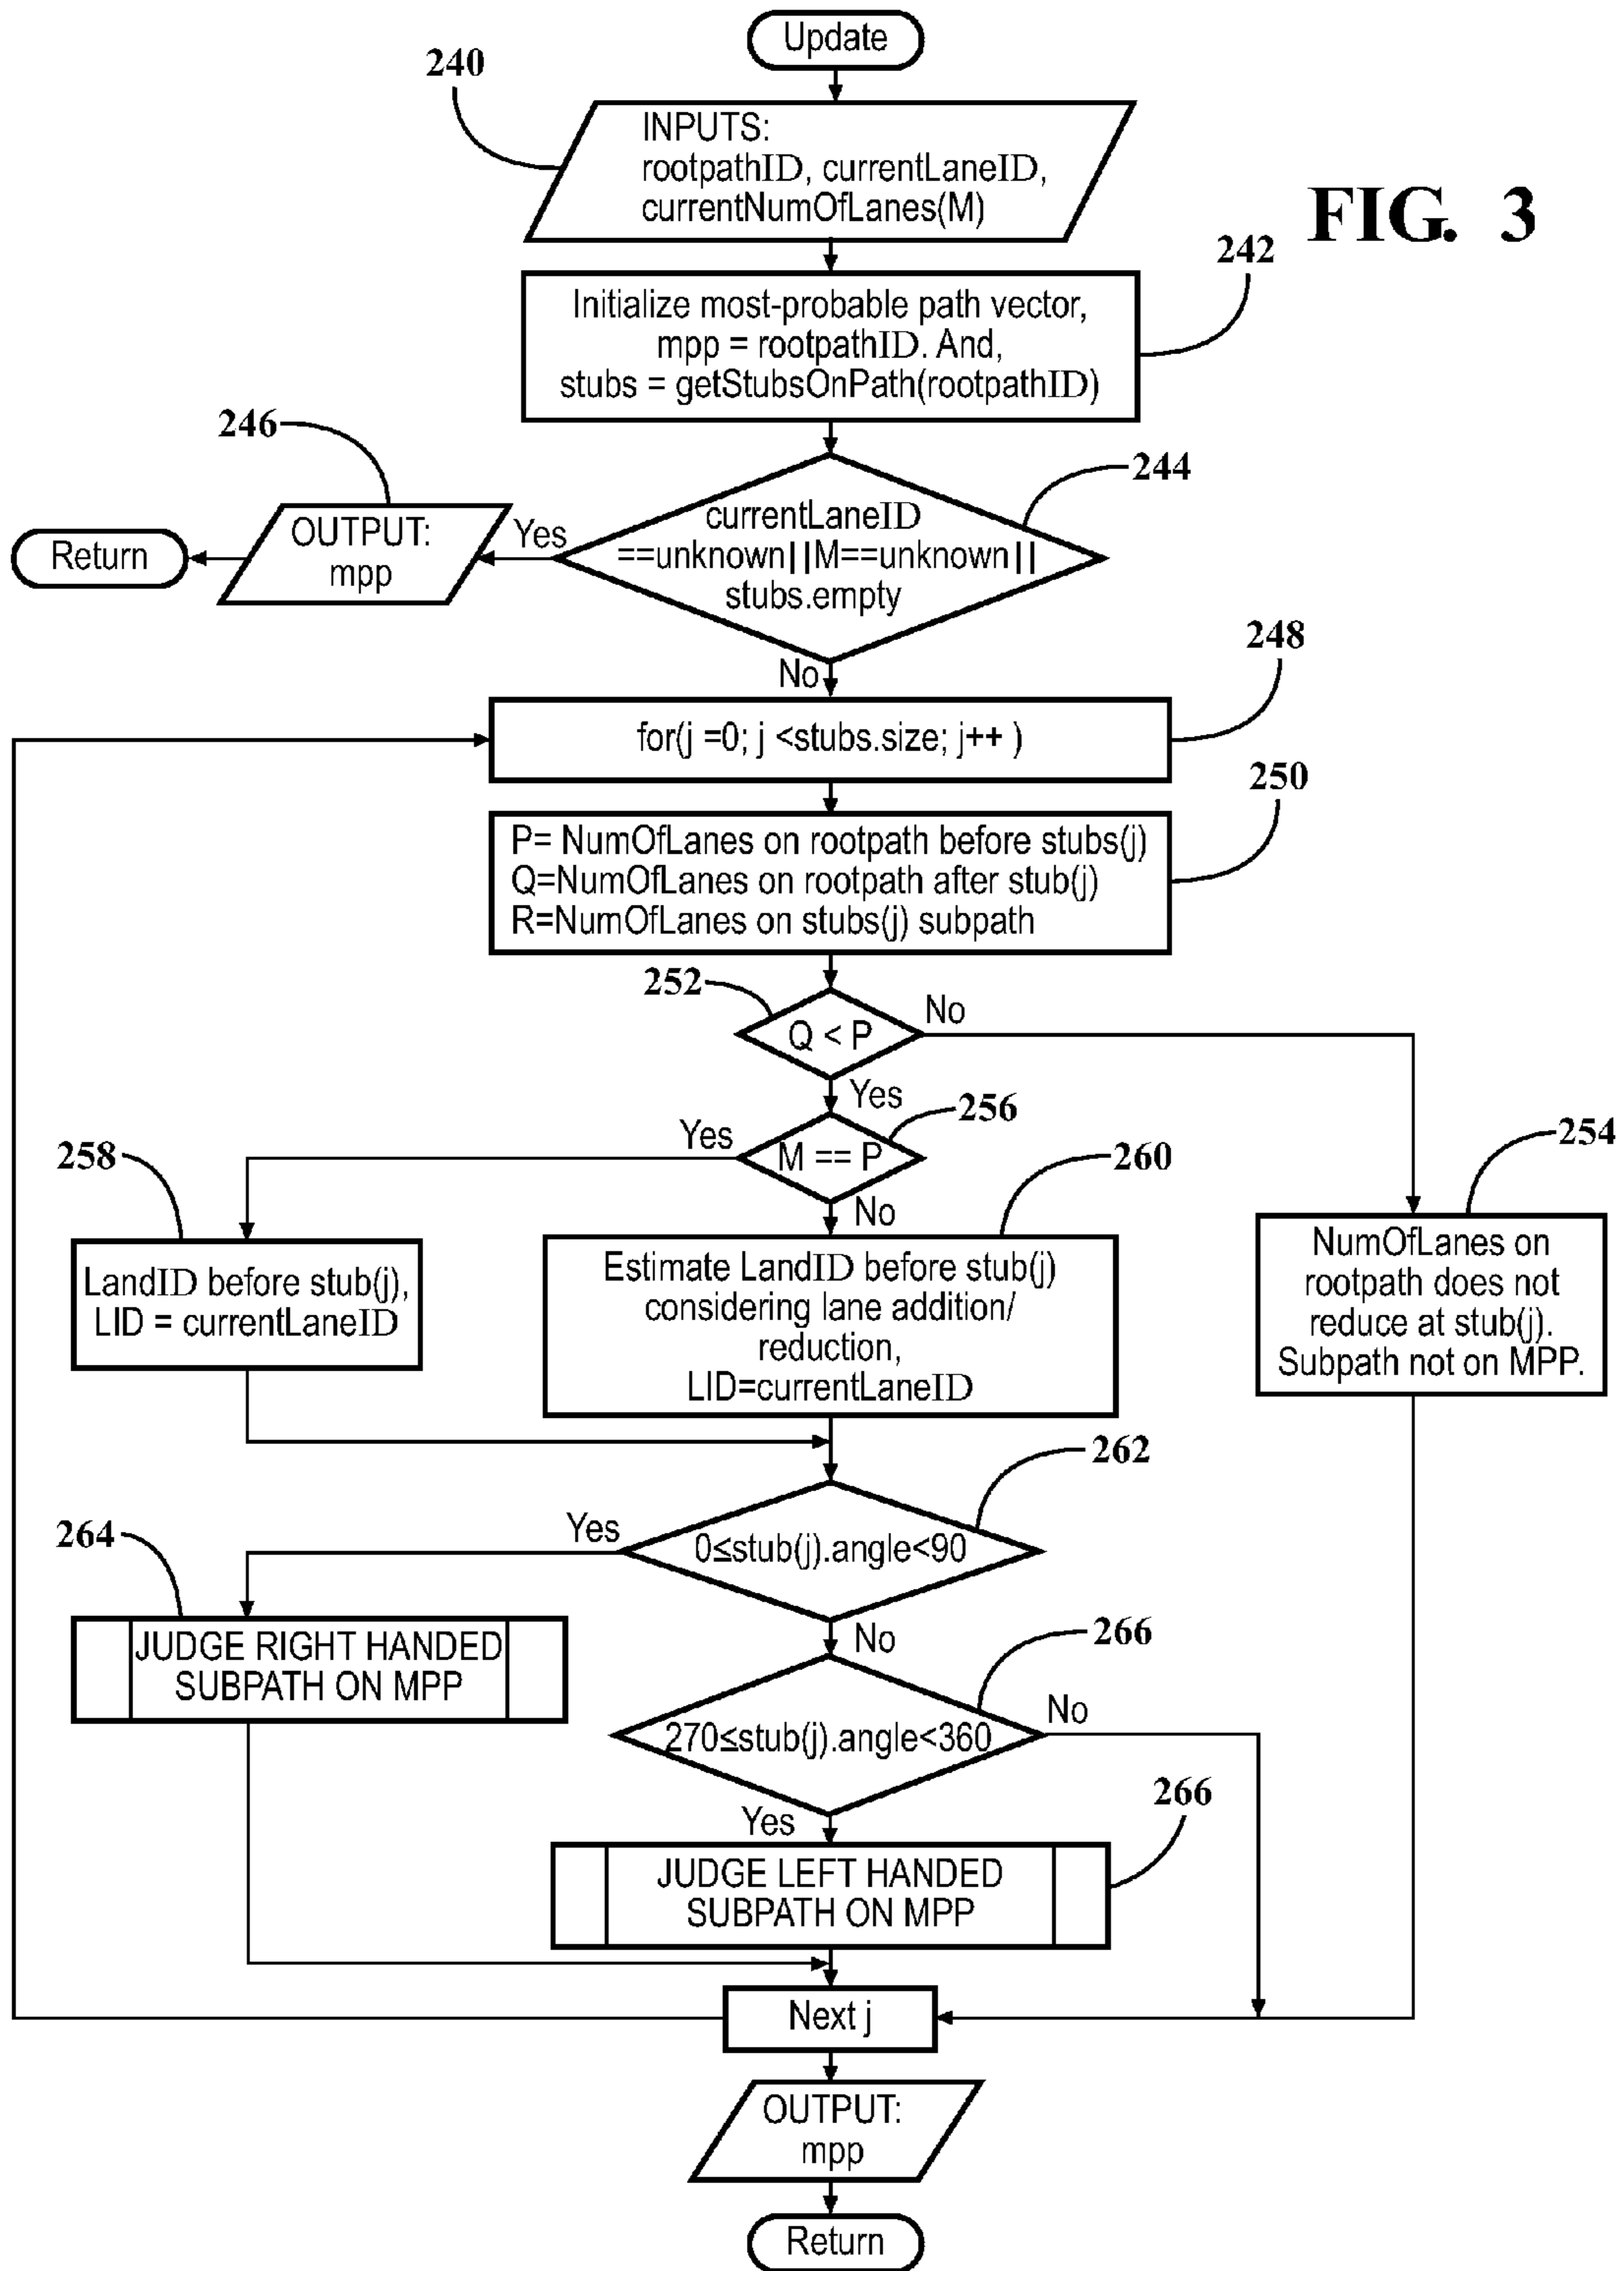 Update
240
INPUTS:
rootpathID, currentLaneID,
currentNumOfLanes(M)
FIG. 3
242
Initialize most-probable path vector,
mpp = rootpathID. And,
stubs = getStubsOnPath(rootpathID)
246
244
Return
OUTPUT:
mpp
Yes
currentLaneID
==unknown||M==unknown||
stubs.empty
No
248
for(j =0; j <stubs.size; j++ )
250
P= NumOfLanes on rootpath before stubs(j)
Q=NumOfLanes on rootpath after stub(j)
R=NumOfLanes on stubs(j) subpath
252
Q < P
No
Yes
256
Yes
M == P
No
258
260
254
LandID before stub(j),
LID = currentLaneID
Estimate LandID before stub(j)
considering lane addition/
reduction,
LID=currentLaneID
NumOfLanes on
rootpath does not
reduce at stub(j).
Subpath not on MPP.
262
264
Yes
0≤stub(j).angle<90
No
JUDGE RIGHT HANDED
SUBPATH ON MPP
266
270≤stub(j).angle<360
No
Yes
266
JUDGE LEFT HANDED
SUBPATH ON MPP
Next j
OUTPUT:
mpp
Return